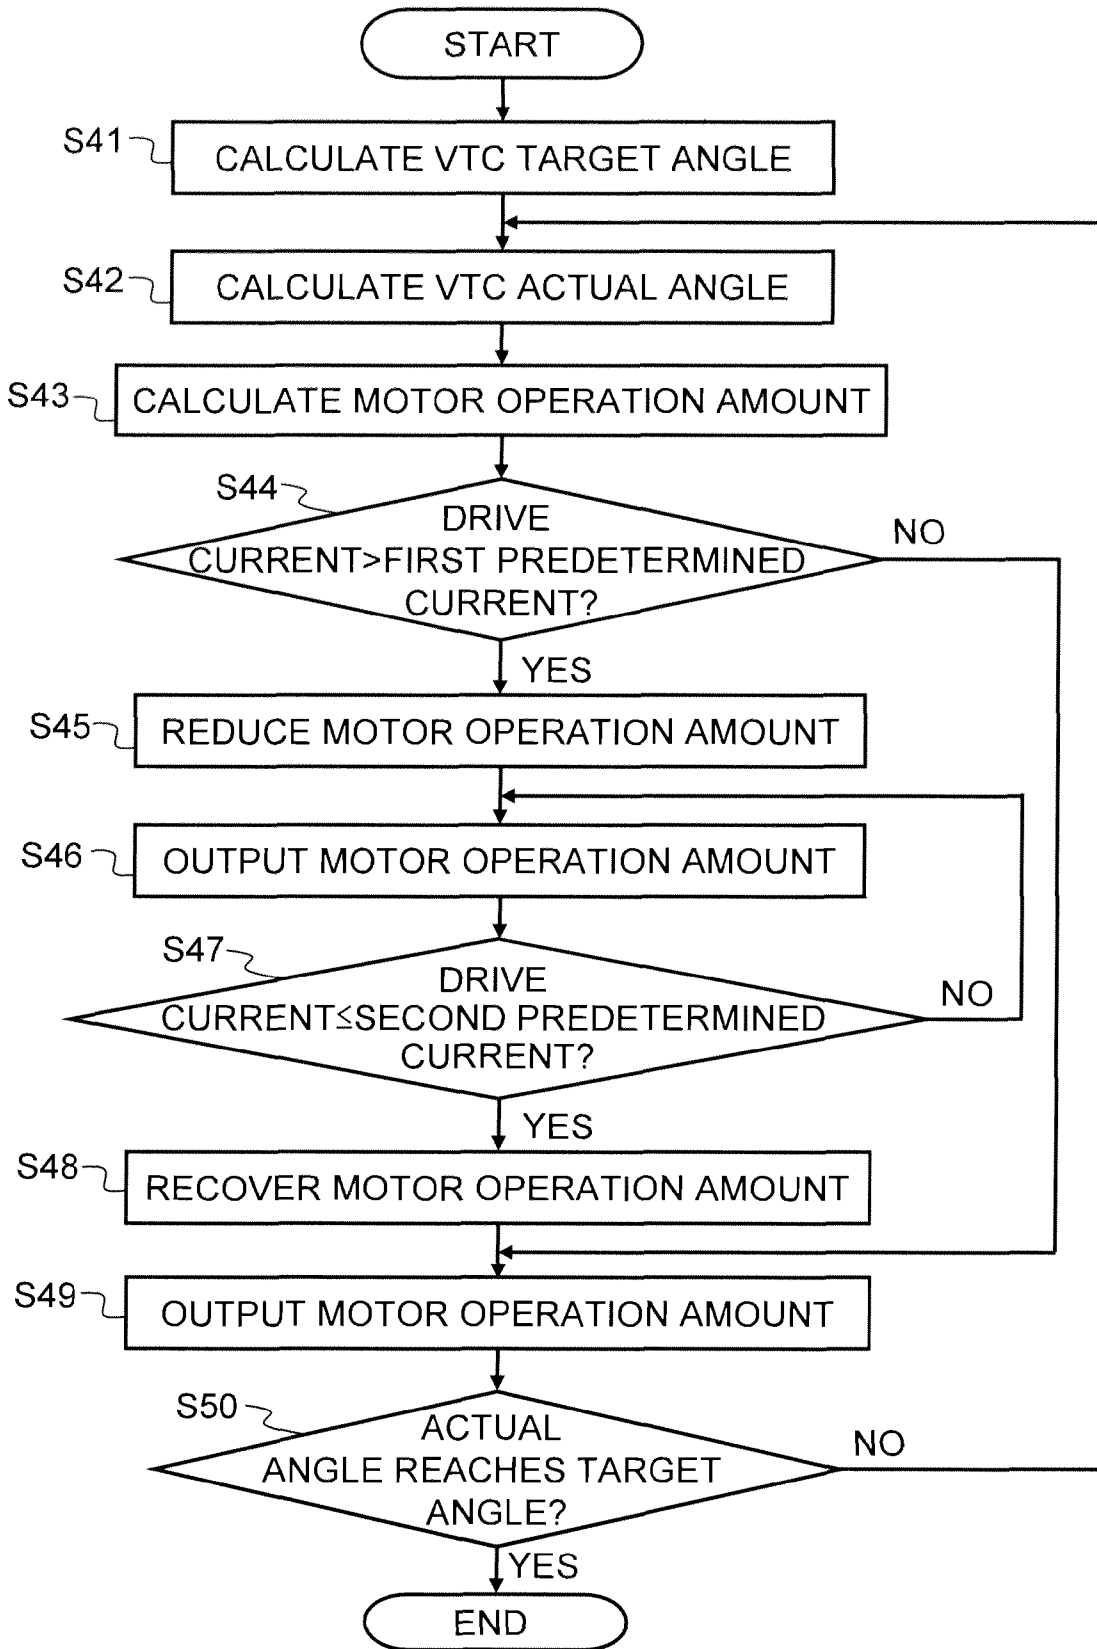 START
S41
CALCULATE VTC TARGET ANGLE
S42
CALCULATE VTC ACTUAL ANGLE
S43
CALCULATE MOTOR OPERATION AMOUNT
S44
DRIVE
CURRENT>FIRST PREDETERMINED
CURRENT?
NO
YES
S45
REDUCE MOTOR OPERATION AMOUNT
S46
OUTPUT MOTOR OPERATION AMOUNT
S47
DRIVE
CURRENT≤SECOND PREDETERMINED
CURRENT?
NO
YES
S48
RECOVER MOTOR OPERATION AMOUNT
S49
OUTPUT MOTOR OPERATION AMOUNT
S50
ACTUAL
ANGLE REACHES TARGET
ANGLE?
NO
YES
END